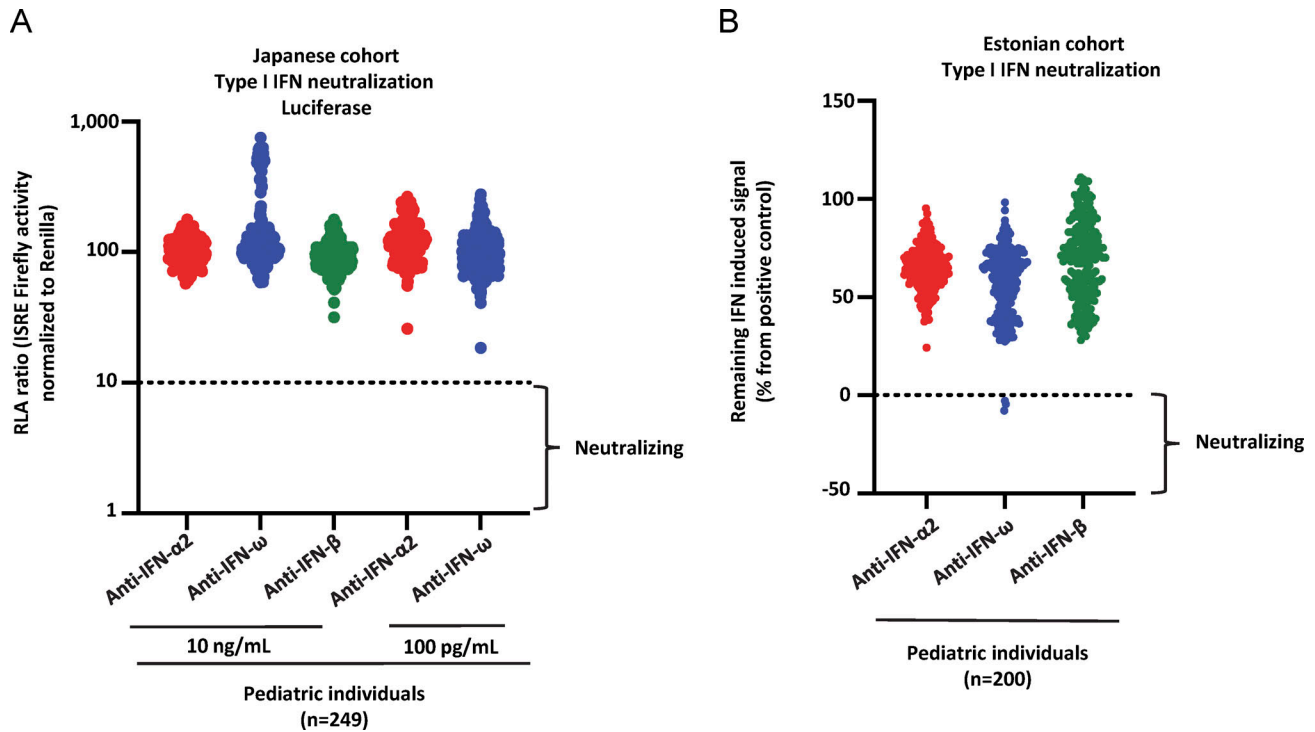 A
Japanese cohort
Type I IFN neutralization
Luciferase
RLA ratio (ISRE Firefly activity
normalized to Renilla)
1,000
100
10
1
Neutralizing
Anti-IFN-α2
Anti-IFN-ω
Anti-IFN-β
Anti-IFN-α2
Anti-IFN-ω
10 ng/mL
100 pg/mL
Pediatric individuals
(n=249)
B
Estonian cohort
Type I IFN neutralization
Remaining IFN induced signal
(% from positive control)
150
100
50
0
-50
Neutralizing
Anti-IFN-α2
Anti-IFN-ω
Anti-IFN-β
Pediatric individuals
(n=200)